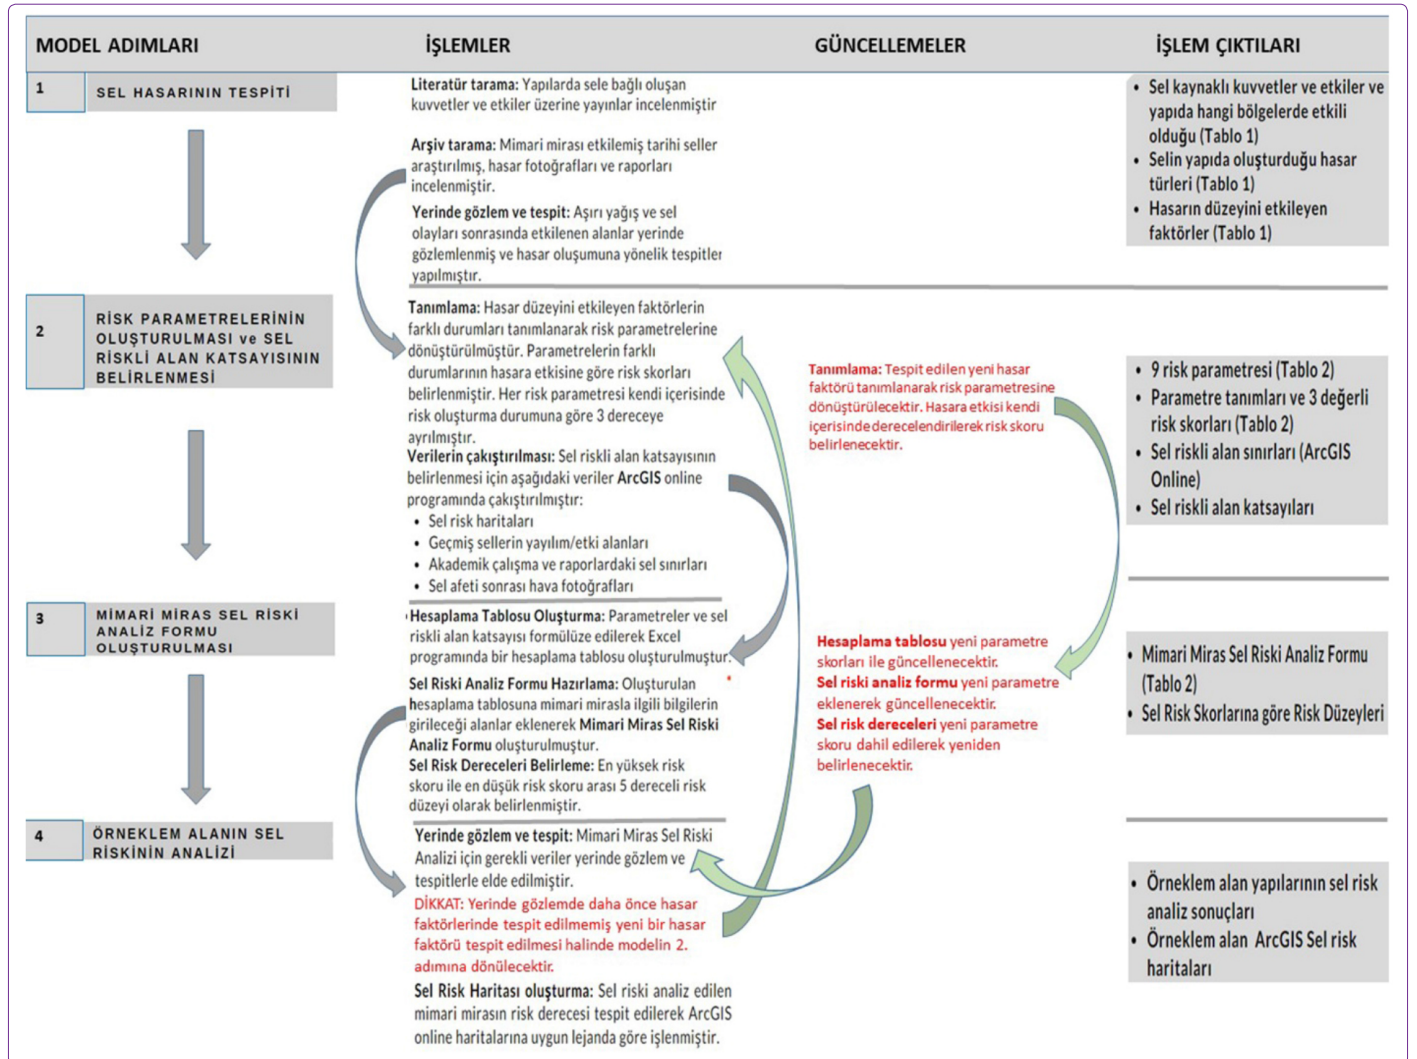 MODEL ADIMLARI
İŞLEMLER
GÜNCELLEMELER
İŞLEM ÇIKTILARI
1
SEL HASARININ TESPİTİ
Literatür tarama: Yapılarda sele bağlı oluşan
kuvvetler ve etkiler üzerine yayınlar incelenmiştir
Arşiv tarama: Mimari mirası etkilemiş tarihi seller
araştırılmış, hasar fotoğrafları ve raporları
incelenmiştir.
Yerinde gözlem ve tespit: Aşırı yağış ve sel
olayları sonrasında etkilenen alanlar yerinde
gözlemlenmiş ve hasar oluşumuna yönelik tespitler
yapılmıştır.
• Sel kaynaklı kuvvetler ve etkiler ve
yapıda hangi bölgelerde etkili
olduğu (Tablo 1)
• Selin yapıda oluşturduğu hasar
türleri (Tablo 1)
• Hasarın düzeyini etkileyen
faktörler (Tablo 1)
2
RİSK PARAMETRELERİNİN
OLUŞTURULMASI ve SEL
RİSKLİ ALAN KATSAYISININ
BELİRLENMESİ
Tanımlama: Hasar düzeyini etkileyen faktörlerin
farklı durumları tanımlanarak risk parametrelerine
dönüştürülmüştür. Parametrelerin farklı
durumlarının hasara etkisine göre risk skorları
belirlenmiştir. Her risk parametresi kendi içerisinde
risk oluşturma durumuna göre 3 dereceye
ayrılmıştır.
Verilerin çakıştırılması: Sel riskli alan katsayısının
belirlenmesi için aşağıdaki veriler ArcGIS online
programında çakıştırılmıştır:
• Sel risk haritaları
• Geçmiş sellerin yayılım/etki alanları
• Akademik çalışma ve raporlardaki sel sınırları
• Sel afeti sonrası hava fotoğrafları
Tanımlama: Tespit edilen yeni hasar
faktörü tanımlanarak risk parametresine
dönüştürülecektir. Hasara etkisi kendi
içerisinde derecelendirilerek risk skoru
belirlenecektir.
• 9 risk parametresi (Tablo 2)
• Parametre tanımları ve 3 değerli
risk skorları (Tablo 2)
• Sel riskli alan sınırları (ArcGIS
Online)
• Sel riskli alan katsayıları
3
MİMARİ MİRAS SEL RİSKİ
ANALİZ FORMU
OLUŞTURULMASI
Hesaplama Tablosu Oluşturma: Parametreler ve sel
riskli alan katsayısı formülüze edilerek Excel
programında bir hesaplama tablosu oluşturulmuştur.
Sel Riski Analiz Formu Hazırlama: Oluşturulan
hesaplama tablosuna mimari mirasla ilgili bilgilerin
girileceği alanlar eklenerek Mimari Miras Sel Riski
Analiz Formu oluşturulmuştur.
Sel Risk Dereceleri Belirleme: En yüksek risk
skoru ile en düşük risk skoru arası 5 dereceli risk
düzeyi olarak belirlenmiştir.
Hesaplama tablosu yeni parametre
skorları ile güncellenecektir.
Sel riski analiz formu yeni parametre
eklenerek güncellenecektir.
Sel risk dereceleri yeni parametre
skoru dahil edilerek yeniden
belirlenecektir.
• Mimari Miras Sel Riski Analiz Formu
(Tablo 2)
• Sel Risk Skorlarına göre Risk Düzeyleri
4
ÖRNEKLEM ALANIN SEL
RİSKİNİN ANALİZİ
Yerinde gözlem ve tespit: Mimari Miras Sel Riski
Analizi için gerekli veriler yerinde gözlem ve
tespitlerle elde edilmiştir.
DİKKAT: Yerinde gözlemde daha önce hasar
faktörlerinde tespit edilmemiş yeni bir hasar
faktörü tespit edilmesi halinde modelin 2.
adımına dönülecektir.
Sel Risk Haritası oluşturma: Sel riski analiz edilen
mimari mirasın risk derecesi tespit edilerek ArcGIS
online haritalarına uygun lejanda göre işlenmiştir.
• Örneklem alan yapılarının sel risk
analiz sonuçları
• Örneklem alan ArcGIS Sel risk
haritaları